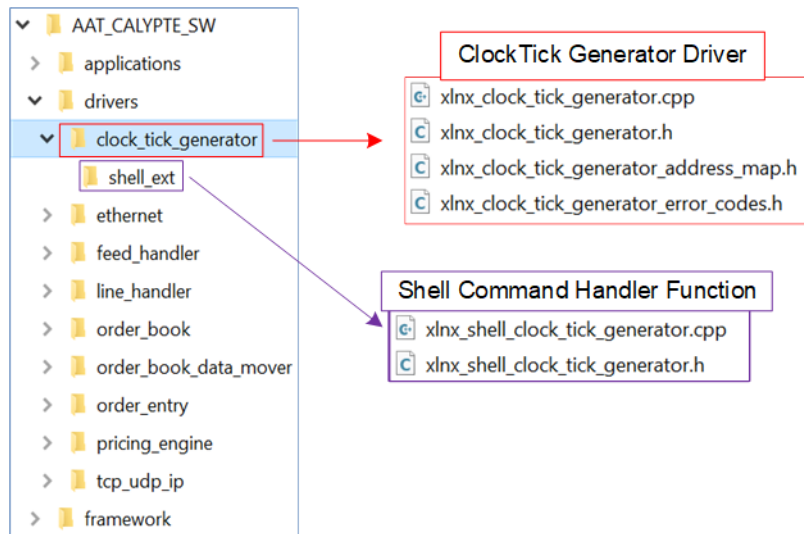 AAT_CALYPTE_SW
applications
drivers
clock_tick_generator
shell_ext
ethernet
feed_handler
line_handler
order_book
order_book_data_mover
order_entry
pricing_engine
tcp_udp_ip
framework
ClockTick Generator Driver
xlnx_clock_tick_generator.cpp
xlnx_clock_tick_generator.h
xlnx_clock_tick_generator_address_map.h
xlnx_clock_tick_generator_error_codes.h
Shell Command Handler Function
xlnx_shell_clock_tick_generator.cpp
xlnx_shell_clock_tick_generator.h